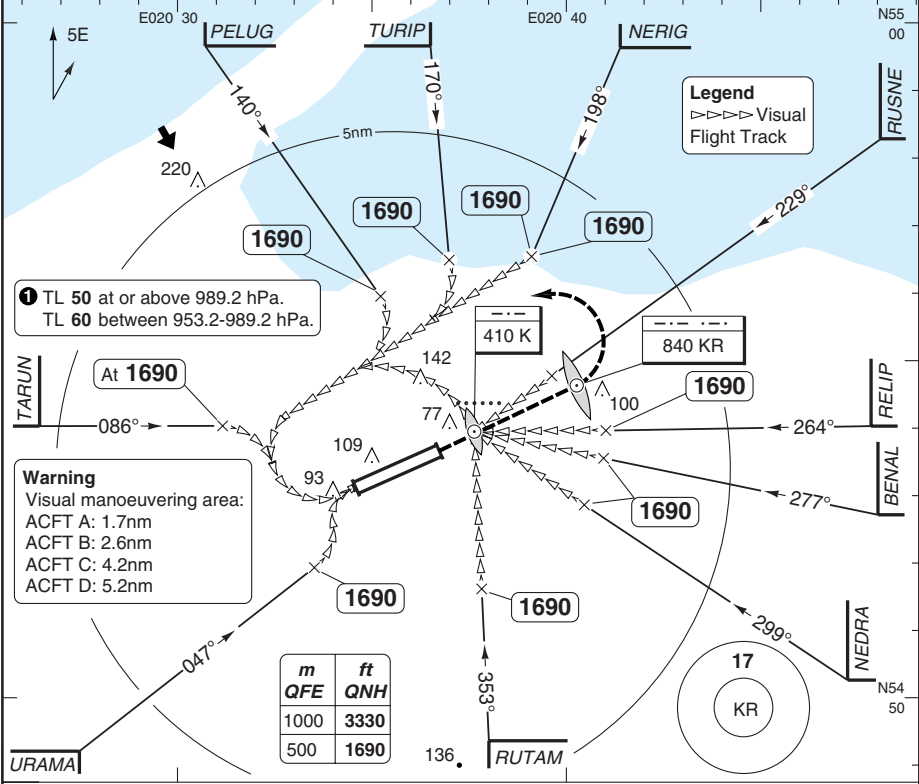 E020 30
E020 40
N55
00
5E
PELUG
TURIP
NERIG
RUSNE
Legend
Visual
Flight Track
140°
170°
198°
229°
5nm
220
1690
1690
1690
1690
1 TL 50 at or above 989.2 hPa.
TL 60 between 953.2-989.2 hPa.
410 K
840 KR
TARUN
At 1690
142
77
100
1690
RELIP
086°
264°
109
93
BENAL
277°
Warning
Visual manoeuvering area:
ACFT A: 1.7nm
ACFT B: 2.6nm
ACFT C: 4.2nm
ACFT D: 5.2nm
1690
1690
1690
047°
299°
NEDRA
353°
m ft
QFE QNH
1000 3330
500 1690
17
KR
N54
50
URAMA
136
RUTAM